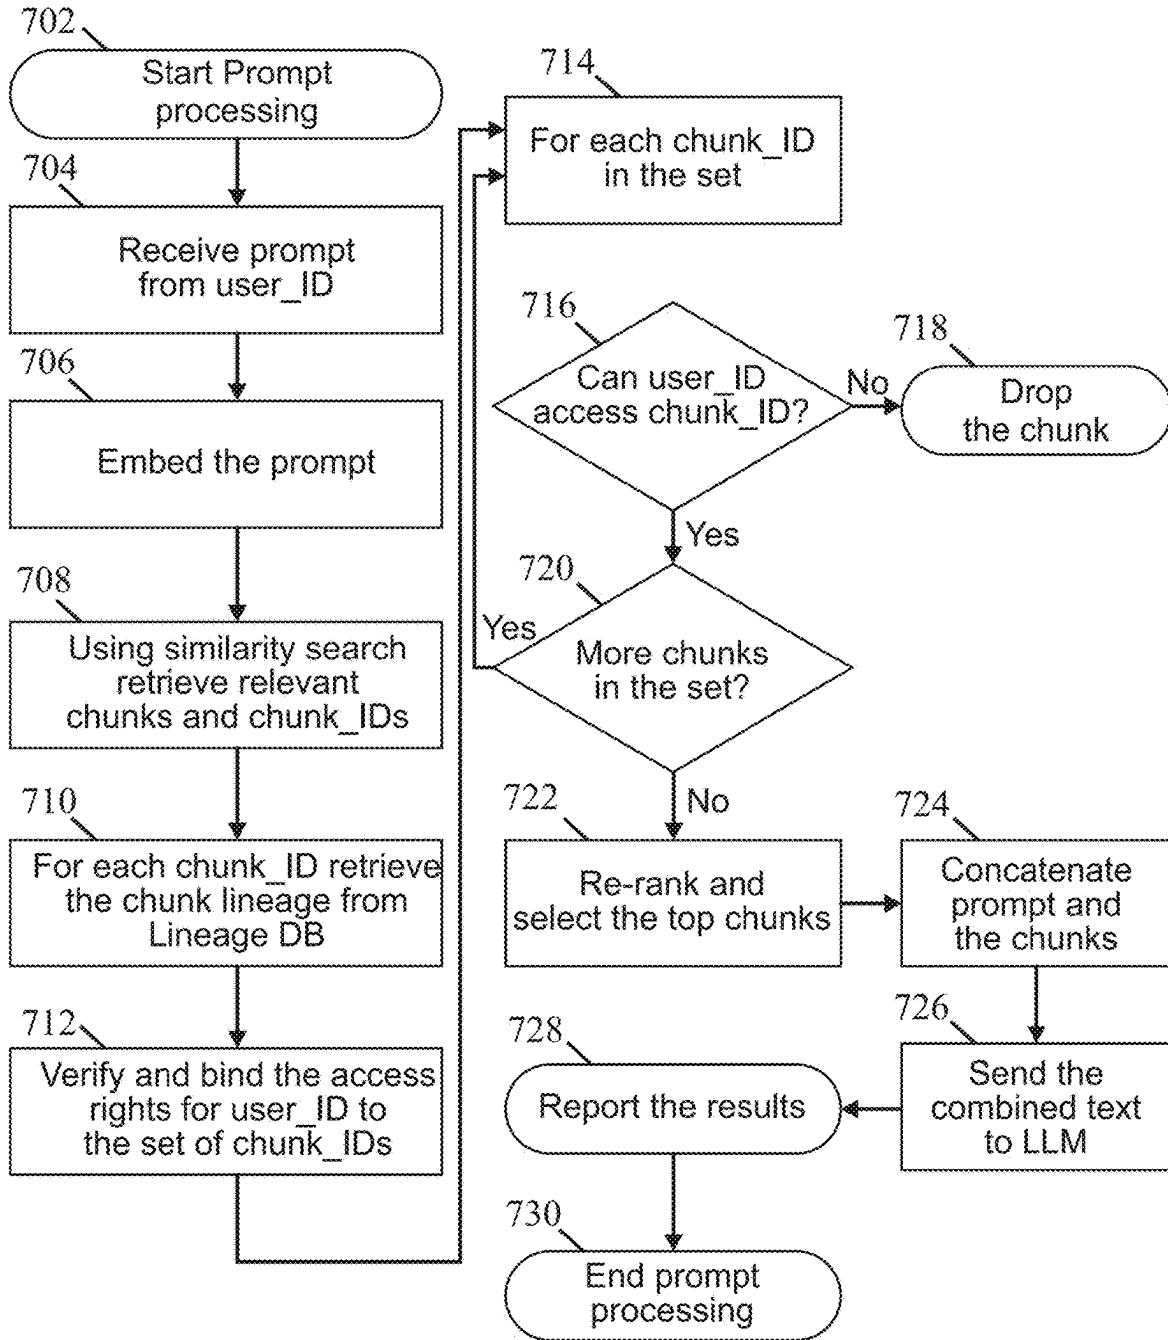 702
Start Prompt
processing
704
Receive prompt
from user_ID
706
Embed the prompt
708
Using similarity search
retrieve relevant
chunks and chunk_IDs
710
For each chunk_ID retrieve
the chunk lineage from
Lineage DB
712
Verify and bind the access
rights for user_ID to
the set of chunk_IDs
714
For each chunk_ID
in the set
716
Can user_ID
access chunk_ID?
No
718
Drop
the chunk
Yes
720
Yes
More chunks
in the set?
No
722
Re-rank and
select the top chunks
724
Concatenate
prompt and
the chunks
726
Send the
combined text
to LLM
728
Report the results
730
End prompt
processing